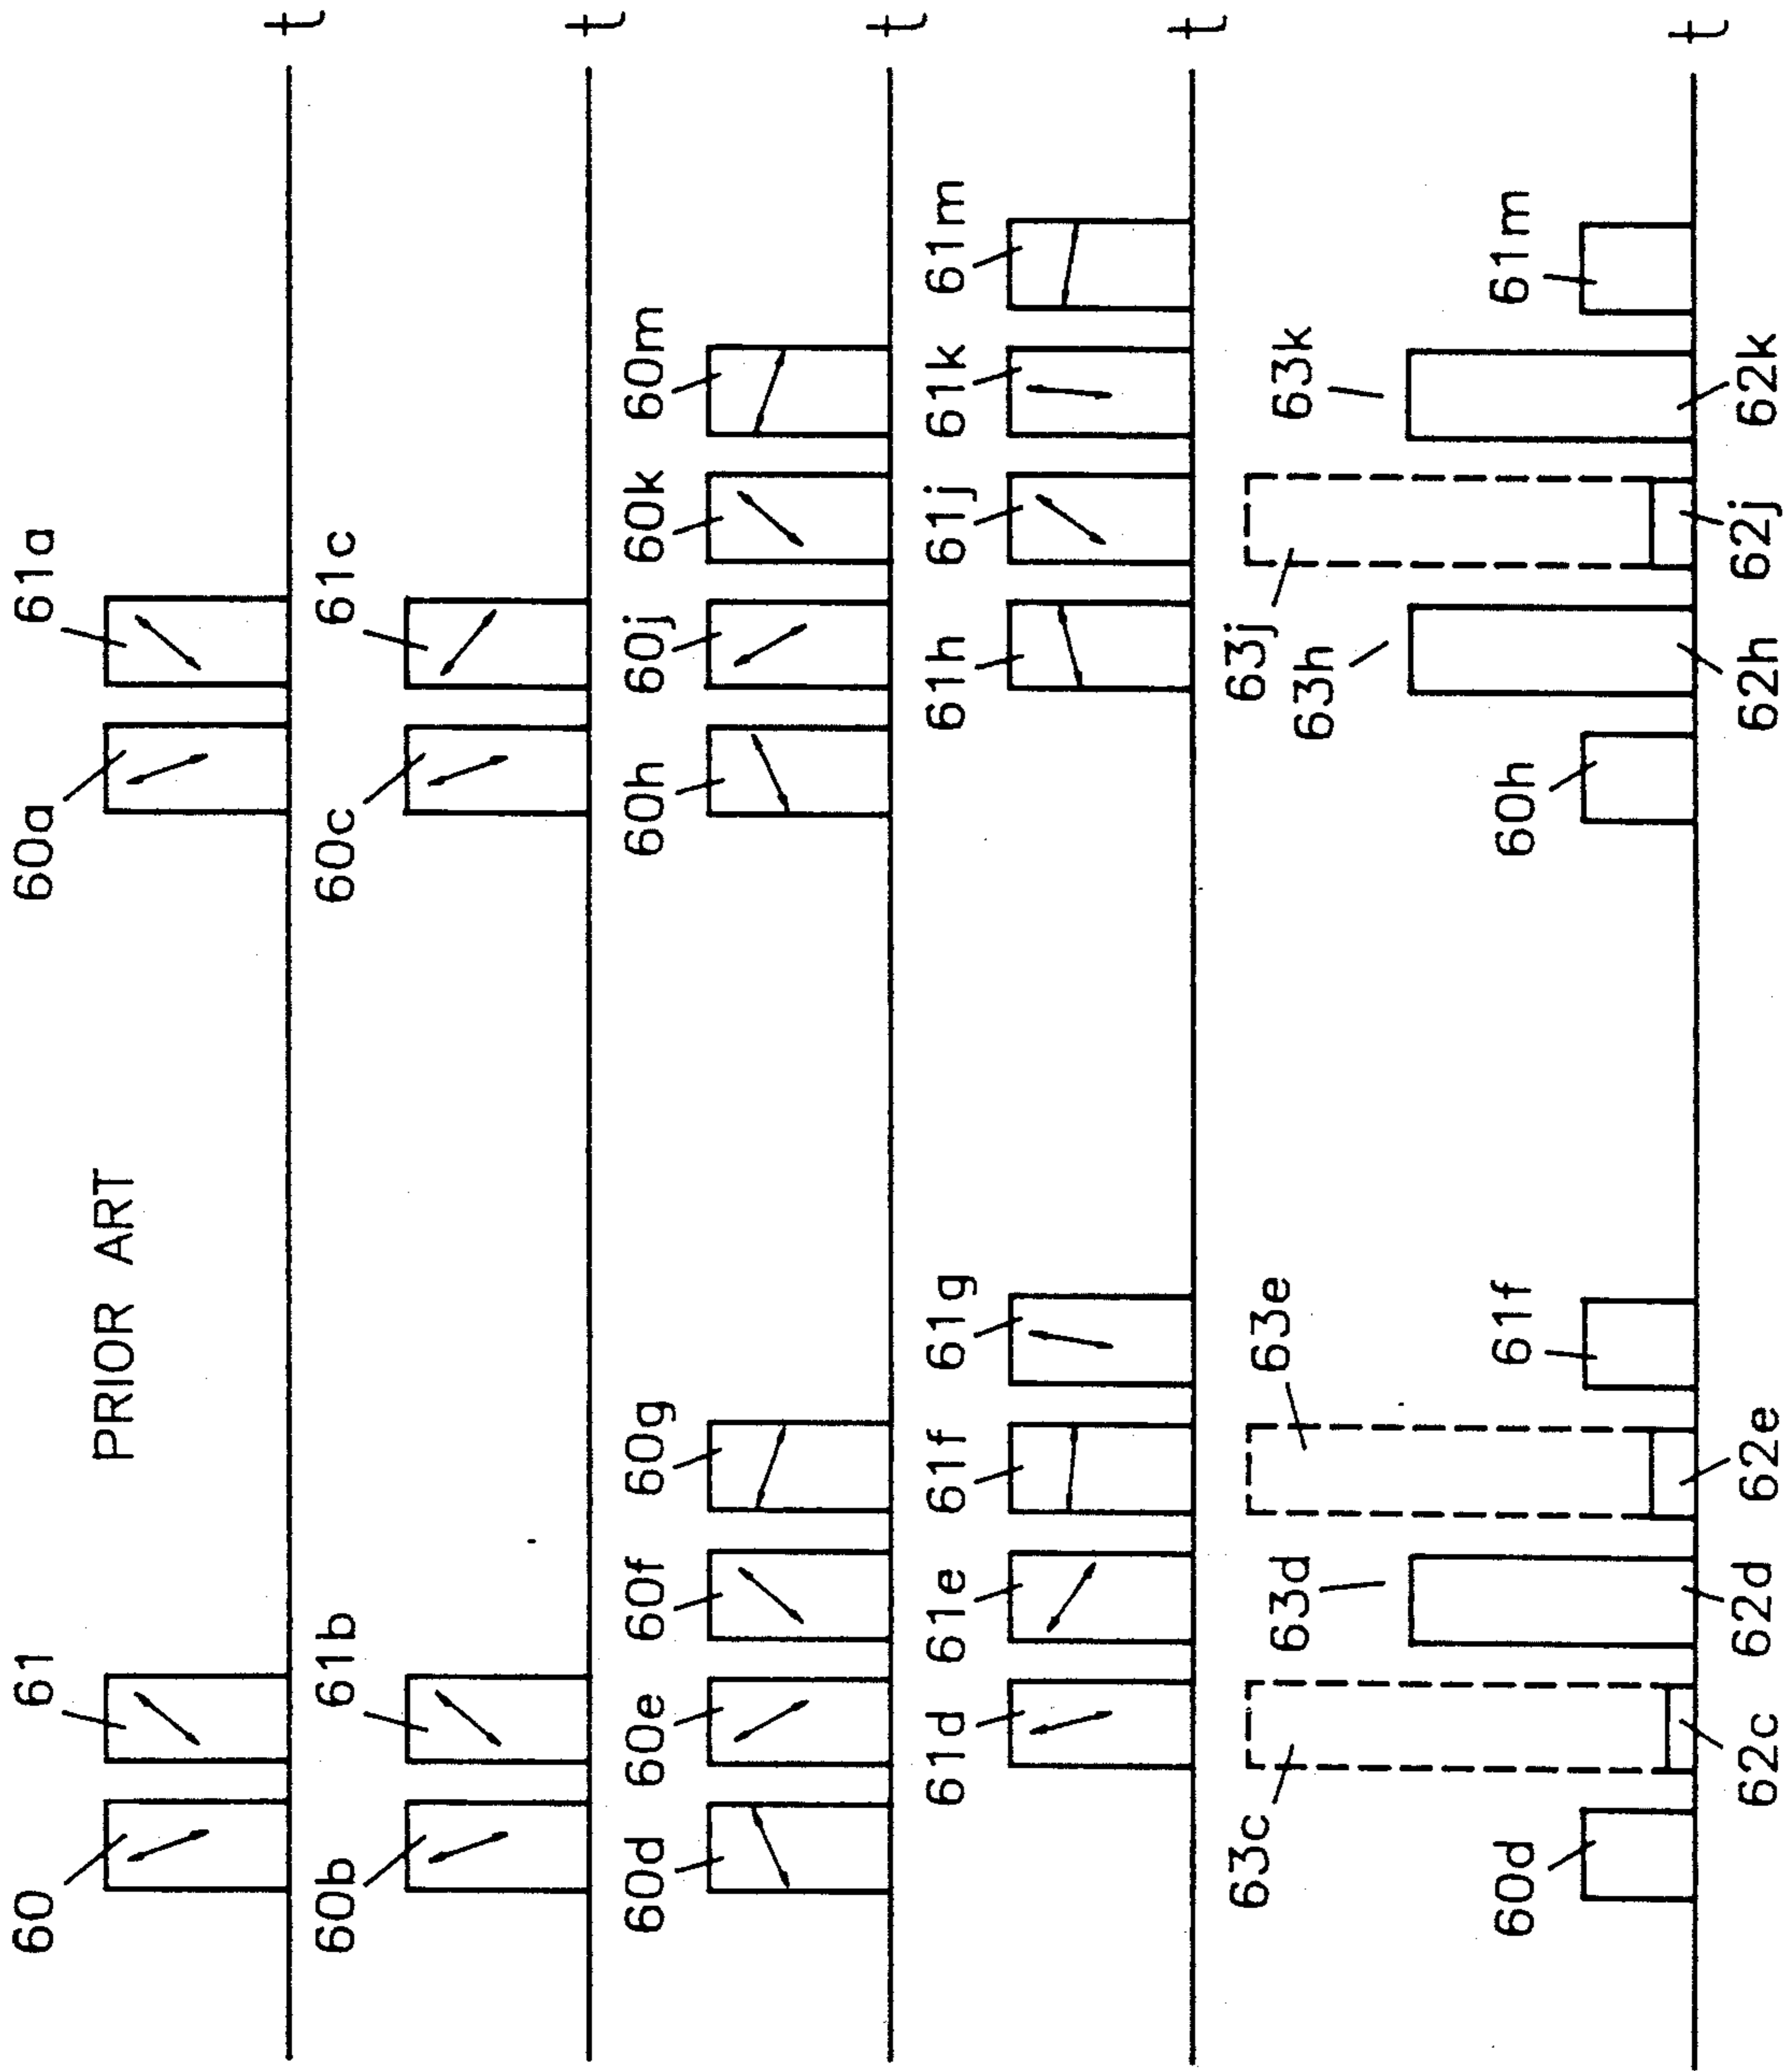 60 61 60a 61a
PRIOR ART
t
60b 61b 60c 61c
t
60d 60e 60f 60g 60h 60j 60k 60m
t
61d 61e 61f 61g 61h 61j 61k 61m
t
63c 63d 63e 63h 63j 63k
60d 61f 60h 61m
t
62c 62d 62e 62h 62j 62k